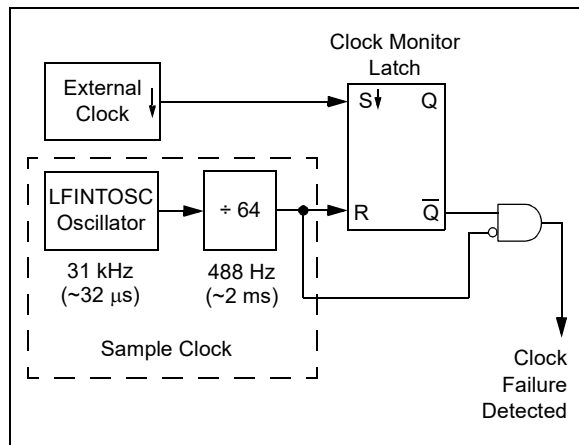 Clock Monitor
Latch
External
Clock
S
Q
LFINTOSC
Oscillator
÷ 64
R
Q̅
31 kHz
(~32 μs)
488 Hz
(~2 ms)
Sample Clock
Clock
Failure
Detected